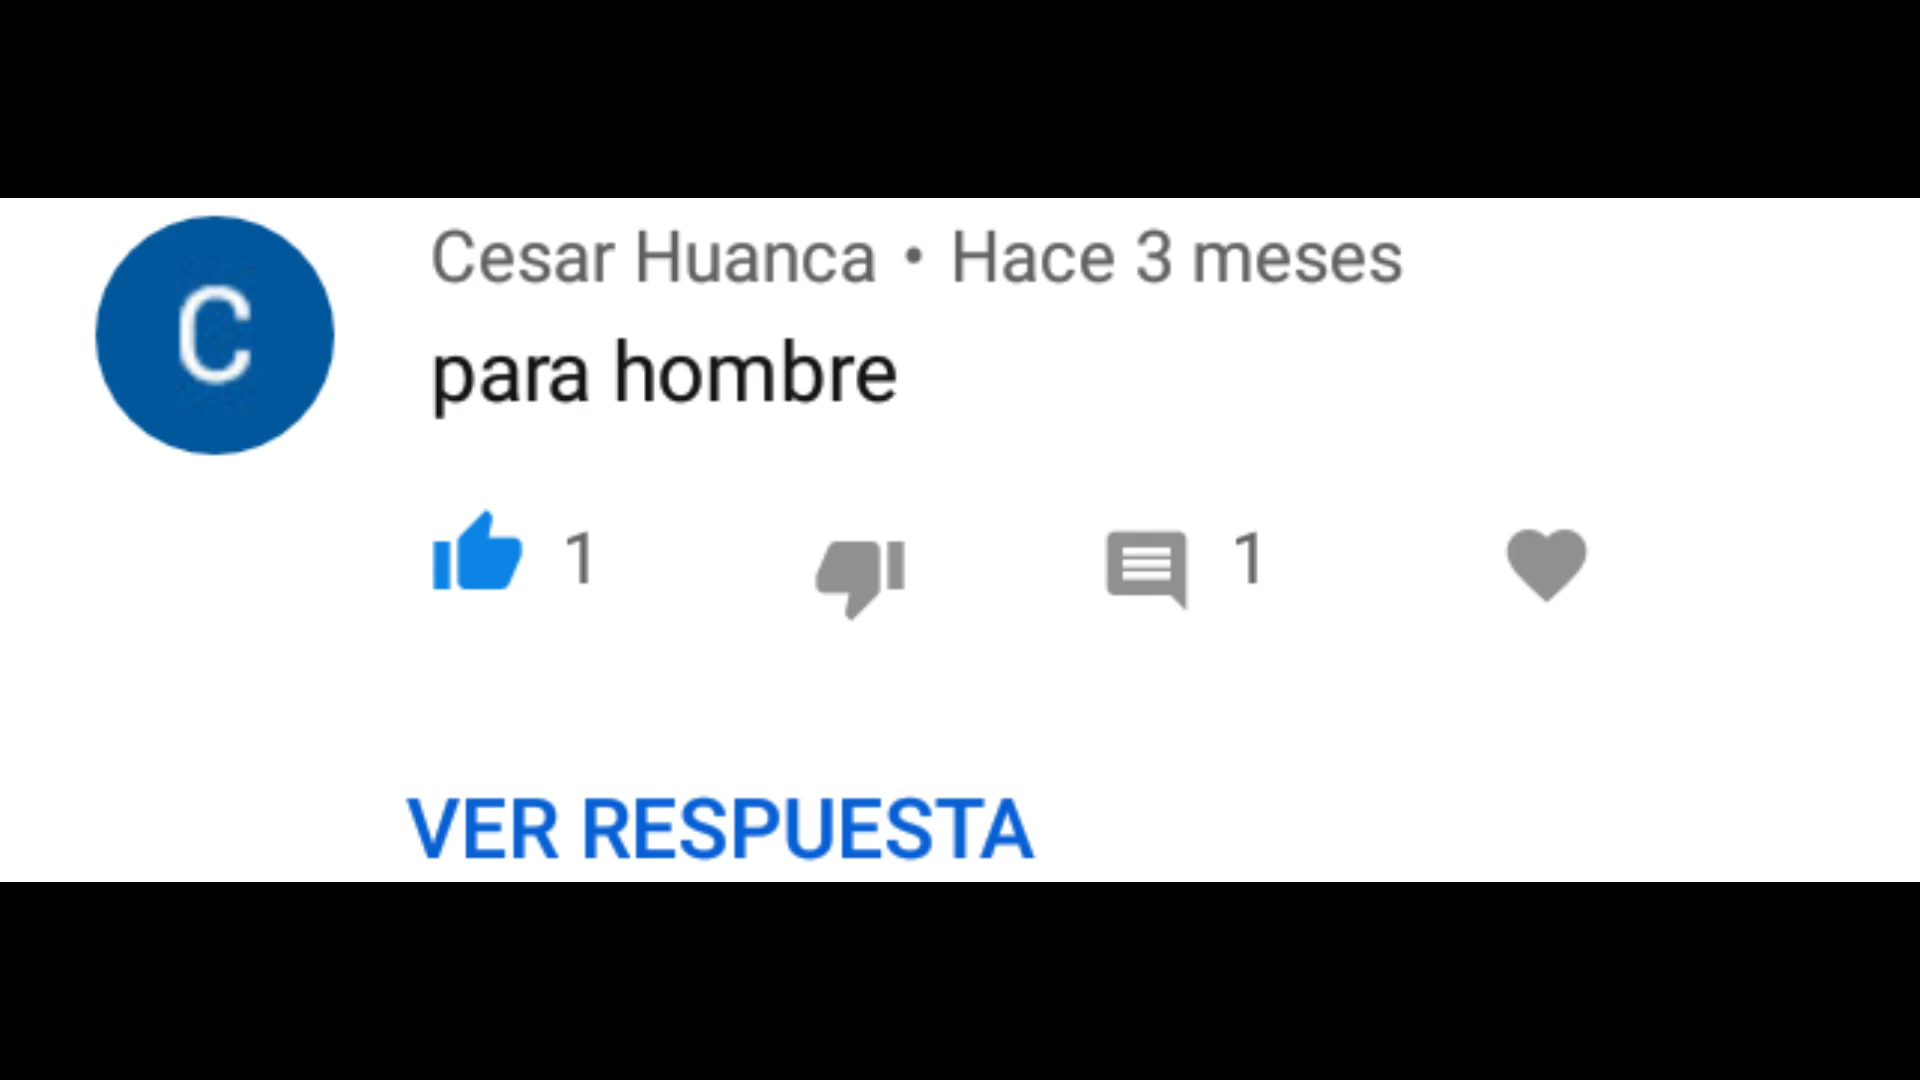 C
Cesar Huanca • Hace 3 meses
para hombre
1
1
VER RESPUESTA